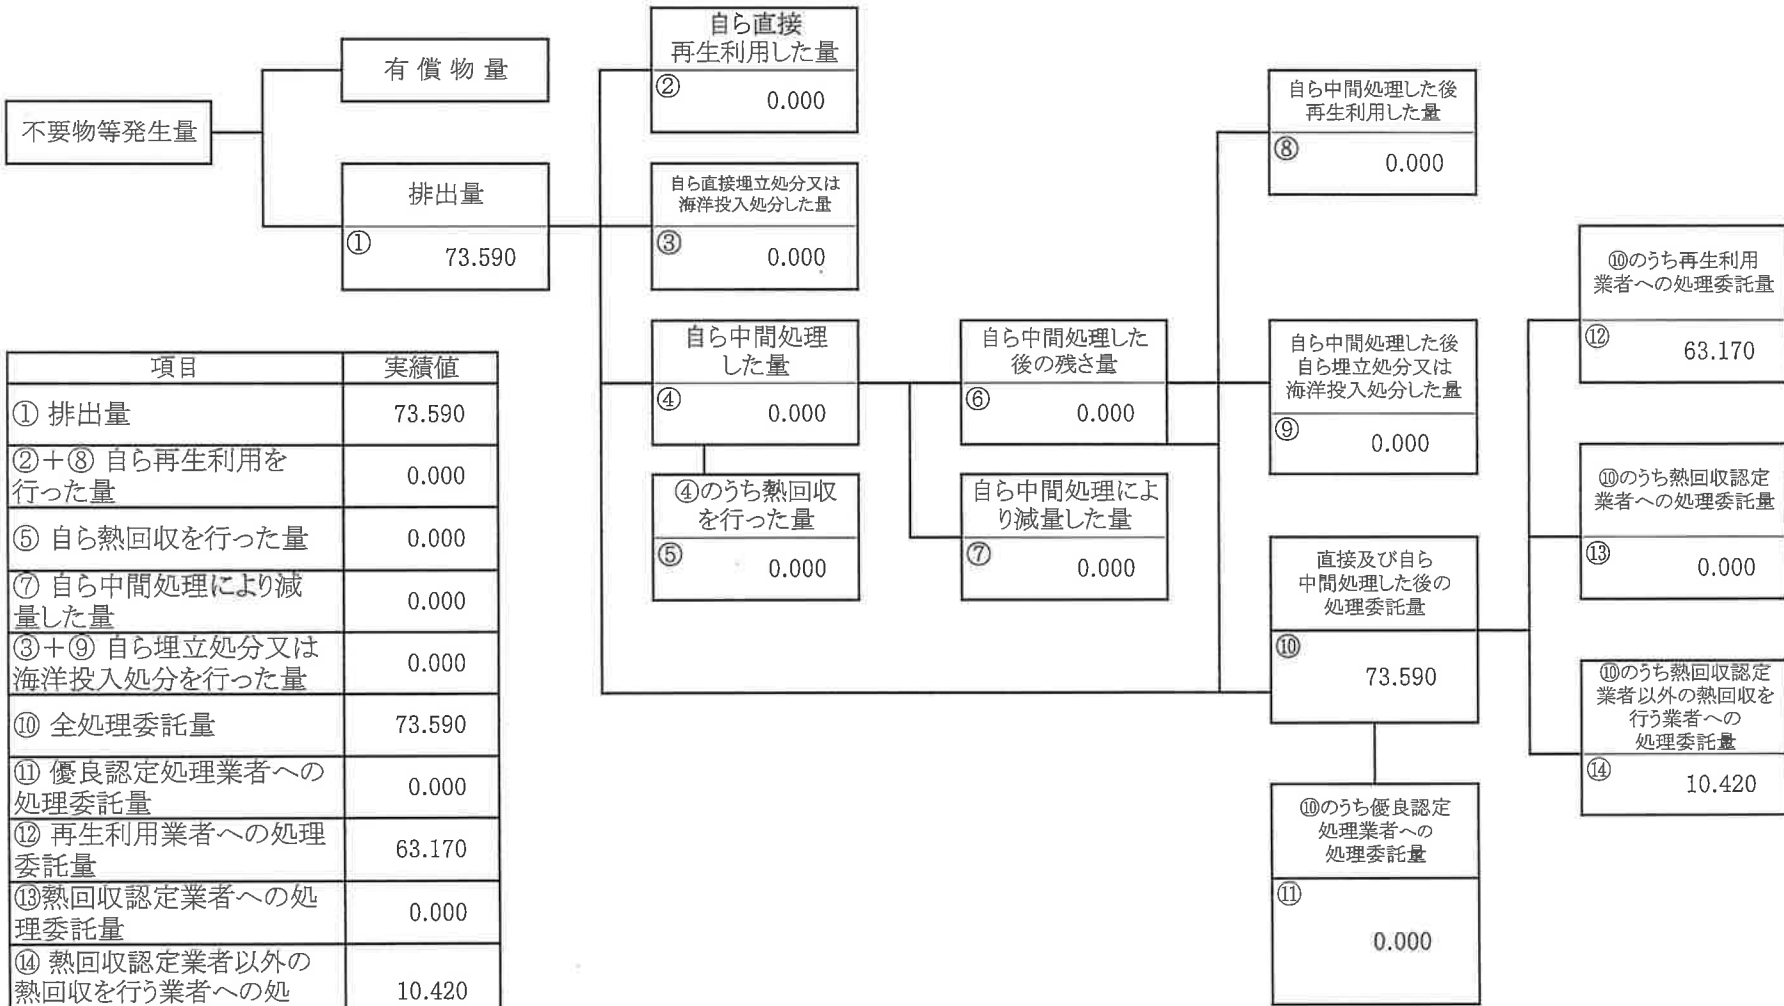 不要物等発生量
有 償 物 量
排出量
①
73.590
自ら直接
再生利用した量
②
0.000
自ら直接埋立処分又は
海洋投入処分した量
③
0.000
自ら中間処理
した量
④
0.000
④のうち熱回収
を行った量
⑤
0.000
自ら中間処理した
後の残さ量
⑥
0.000
自ら中間処理によ
り減量した量
⑦
0.000
自ら中間処理した後
再生利用した量
⑧
0.000
自ら中間処理した後
自ら埋立処分又は
海洋投入処分した量
⑨
0.000
直接及び自ら
中間処理した後の
処理委託量
⑩
73.590
⑩のうち優良認定
処理業者への
処理委託量
⑪
0.000
⑩のうち再生利用
業者への処理委託量
⑫
63.170
⑩のうち熱回収認定
業者への処理委託量
⑬
0.000
⑩のうち熱回収認定
業者以外の熱回収を
行う業者への
処理委託量
⑭
10.420
項目 実績値
① 排出量 73.590
②＋⑧ 自ら再生利用を
行った量 0.000
⑤ 自ら熱回収を行った量 0.000
⑦ 自ら中間処理により減
量した量 0.000
③＋⑨ 自ら埋立処分又は
海洋投入処分を行った量 0.000
⑩ 全処理委託量 73.590
⑪ 優良認定処理業者への
処理委託量 0.000
⑫ 再生利用業者への処理
委託量 63.170
⑬熱回収認定業者への処
理委託量 0.000
⑭ 熱回収認定業者以外の
熱回収を行う業者への処 10.420